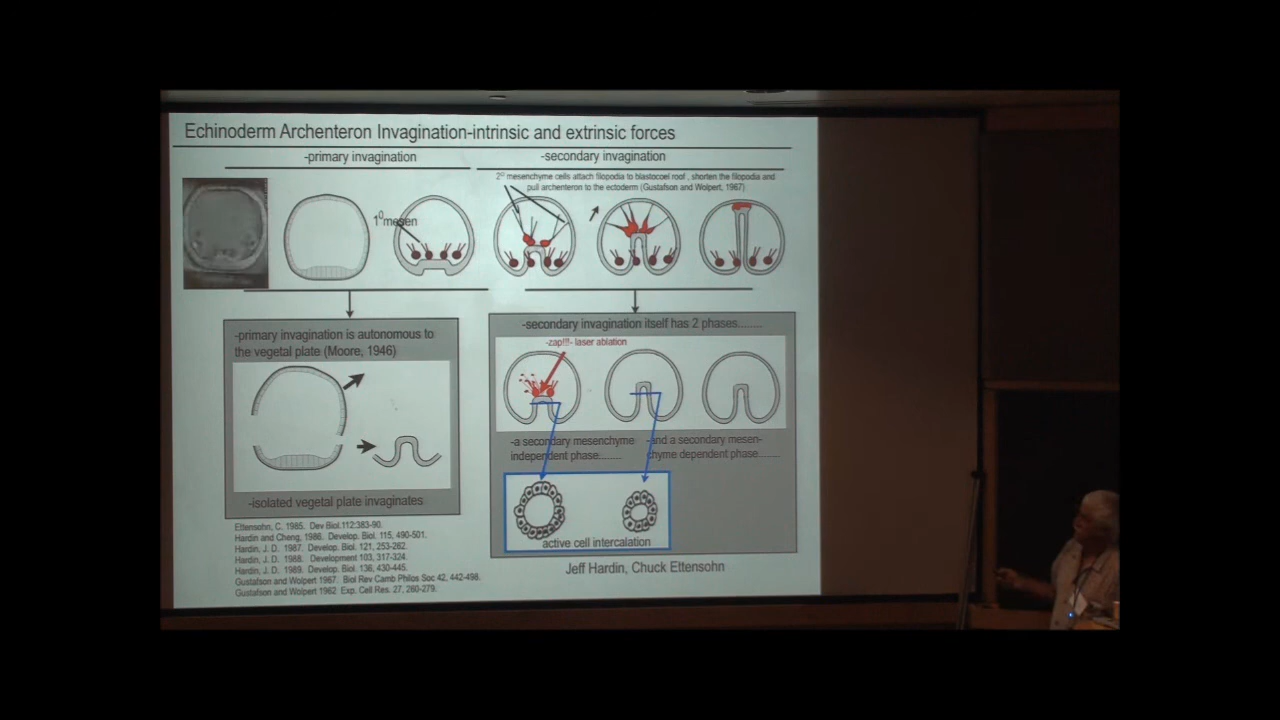 Echinoderm Archenteron Invagination-intrinsic and extrinsic forces
-primary invagination
-secondary invagination
2º mesenchyme cells attach filopodia to blastocoel roof, shorten the filopodia and
pull archenteron to the ectoderm (Gustafson and Wolpert, 1967)
1º mesen
-primary invagination is autonomous to
the vegetal plate (Moore, 1946)
-isolated vegetal plate invaginates
-secondary invagination itself has 2 phases........
-zap!!!- laser ablation
-a secondary mesenchyme
independent phase........
-and a secondary mesen-
chyme dependent phase........
active cell intercalation
Ettensohn, C. 1985. Dev Biol.112:383-90.
Hardin and Cheng, 1986. Develop. Biol. 115, 490-501.
Hardin, J. D. 1987. Develop. Biol. 121, 253-262.
Hardin, J. D. 1988. Development 103, 317-324.
Hardin, J. D. 1989. Develop. Biol. 136, 430-445.
Gustafson and Wolpert 1967. Biol Rev Camb Philos Soc 42, 442-498.
Gustafson and Wolpert 1962 Exp. Cell Res. 27, 260-279.
Jeff Hardin, Chuck Ettensohn